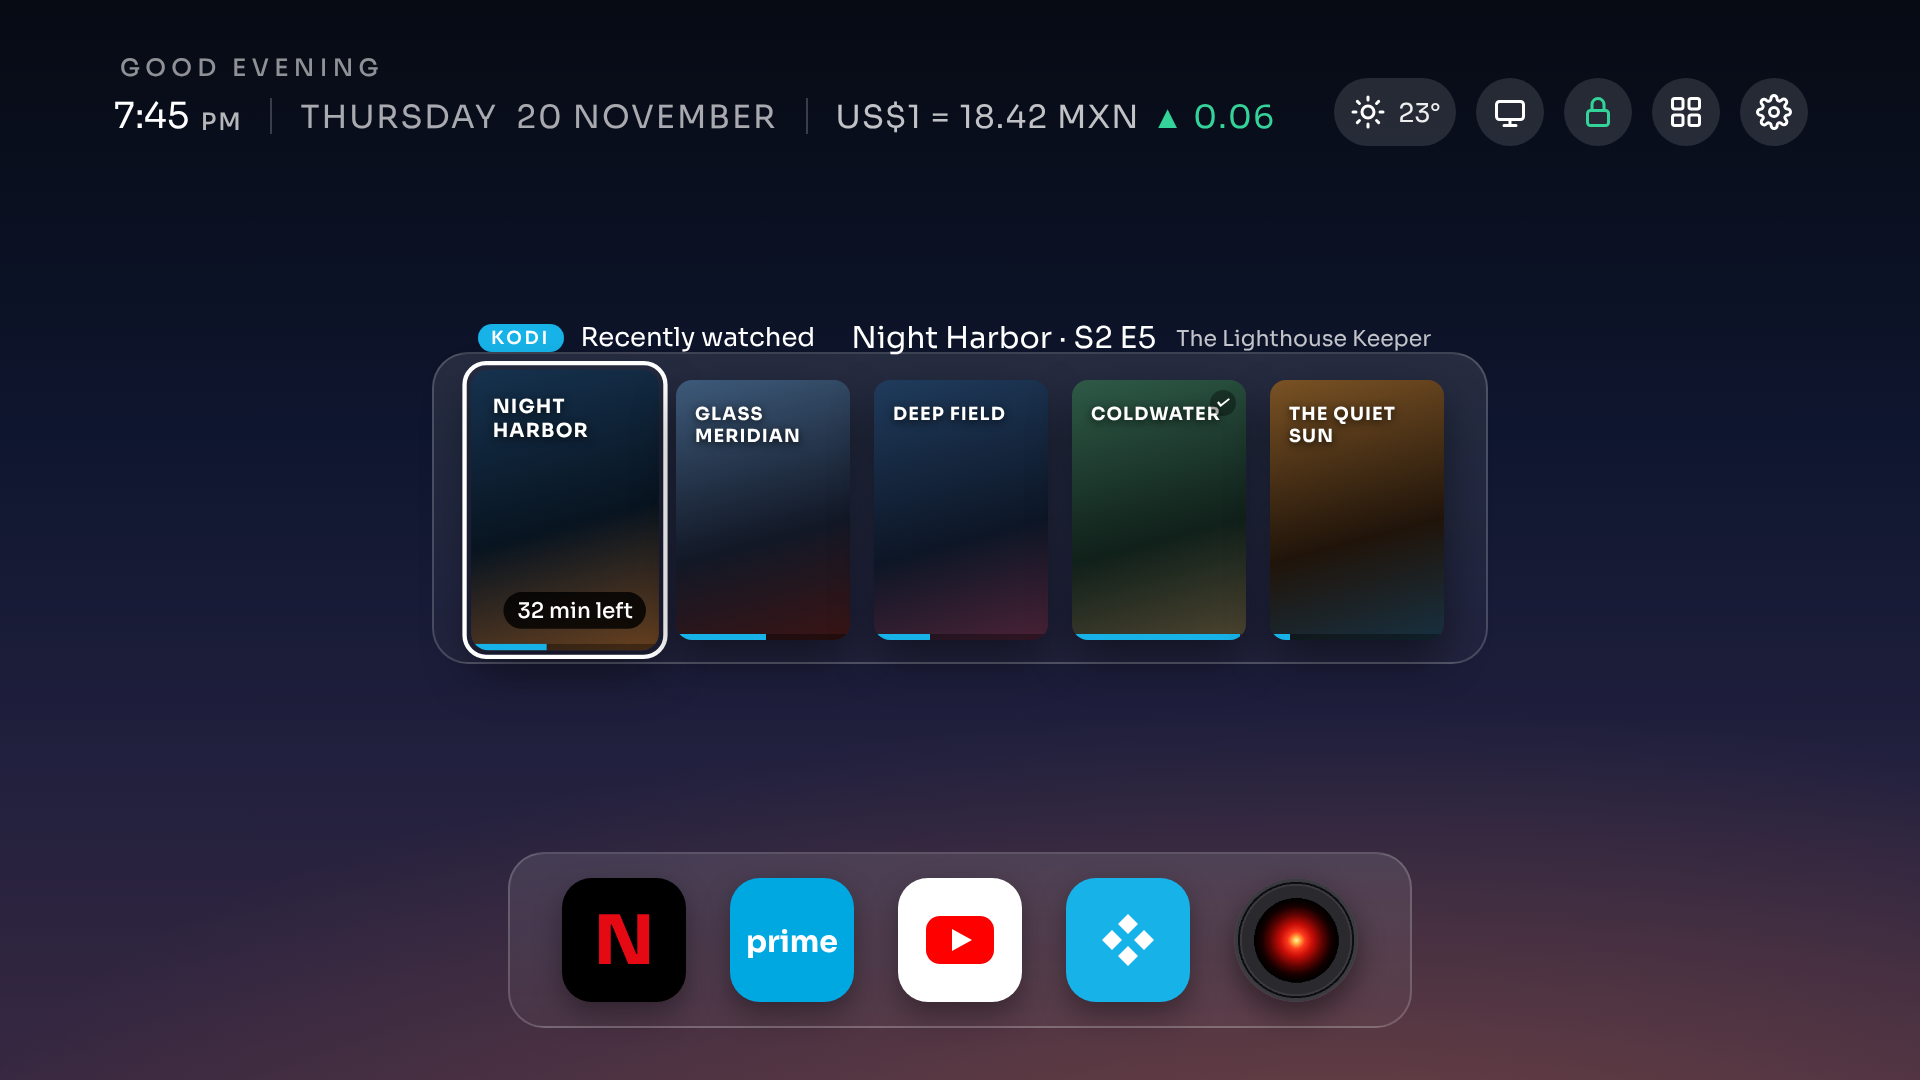 GOOD EVENING
7:45 PM THURSDAY 20 NOVEMBER US$1 = 18.42 MXN ▲ 0.06 23°
KODI Recently watched Night Harbor · S2 E5 The Lighthouse Keeper
NIGHT
HARBOR
32 min left
GLASS
MERIDIAN
DEEP FIELD
COLDWATER
THE QUIET
SUN
N
prime